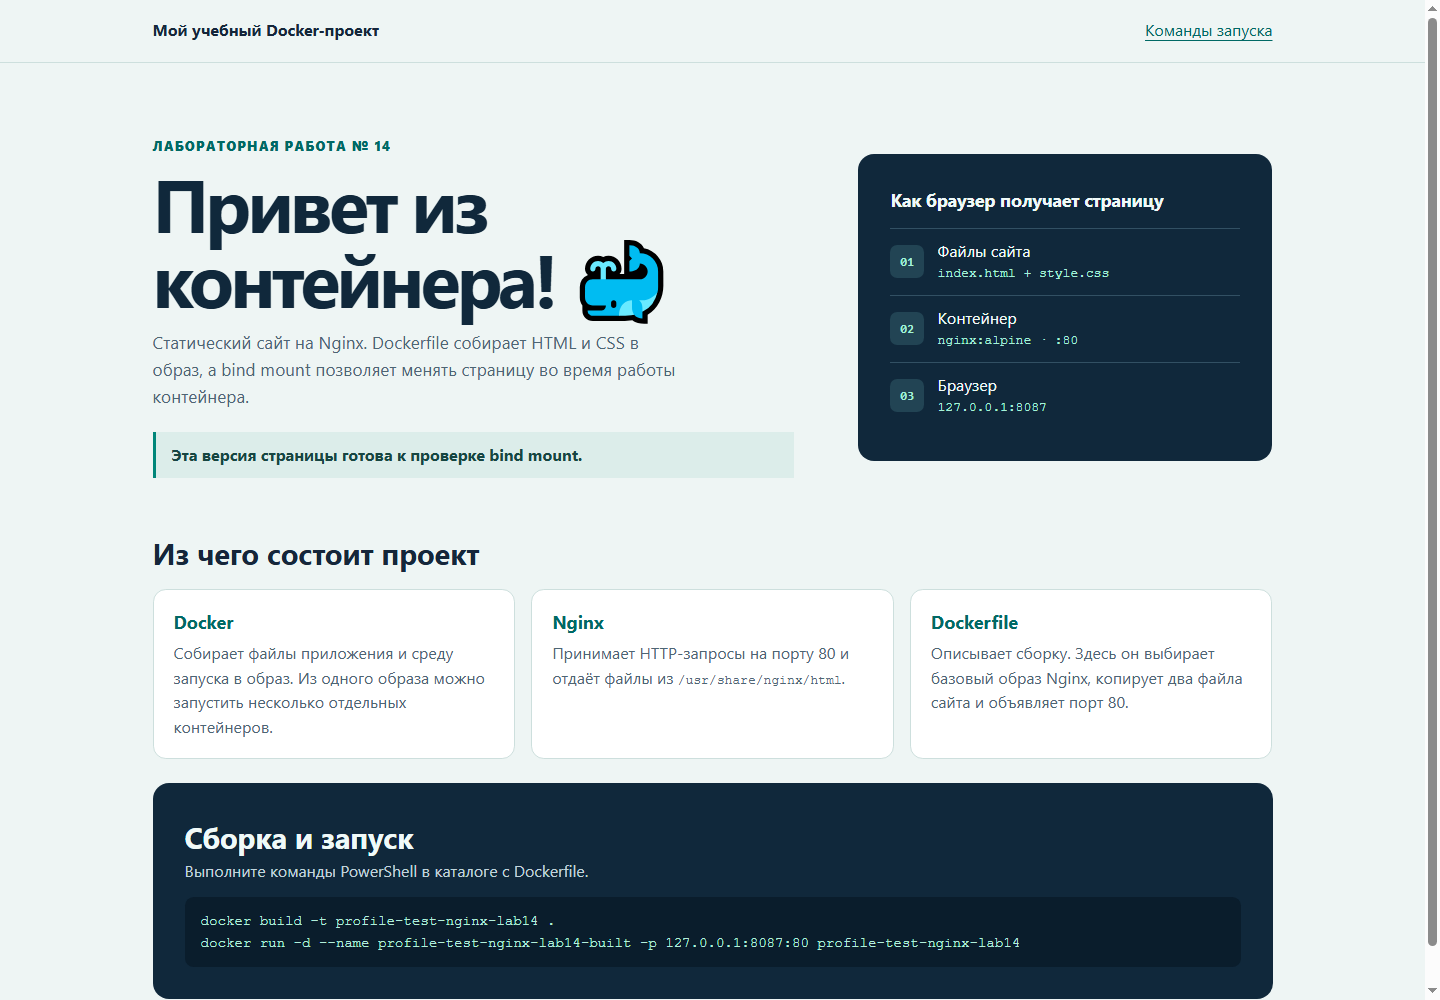 Мой учебный Docker-проект
Команды запуска
ЛАБОРАТОРНАЯ РАБОТА № 14
Привет из
контейнера!
Статический сайт на Nginx. Dockerfile собирает HTML и CSS в
образ, а bind mount позволяет менять страницу во время работы
контейнера.
Эта версия страницы готова к проверке bind mount.
Как браузер получает страницу
01
Файлы сайта
index.html + style.css
02
Контейнер
nginx:alpine · :80
03
Браузер
127.0.0.1:8087
Из чего состоит проект
Docker
Собирает файлы приложения и среду
запуска в образ. Из одного образа можно
запустить несколько отдельных
контейнеров.
Nginx
Принимает HTTP-запросы на порту 80 и
отдаёт файлы из /usr/share/nginx/html.
Dockerfile
Описывает сборку. Здесь он выбирает
базовый образ Nginx, копирует два файла
сайта и объявляет порт 80.
Сборка и запуск
Выполните команды PowerShell в каталоге с Dockerfile.
docker build -t profile-test-nginx-lab14 .
docker run -d --name profile-test-nginx-lab14-built -p 127.0.0.1:8087:80 profile-test-nginx-lab14